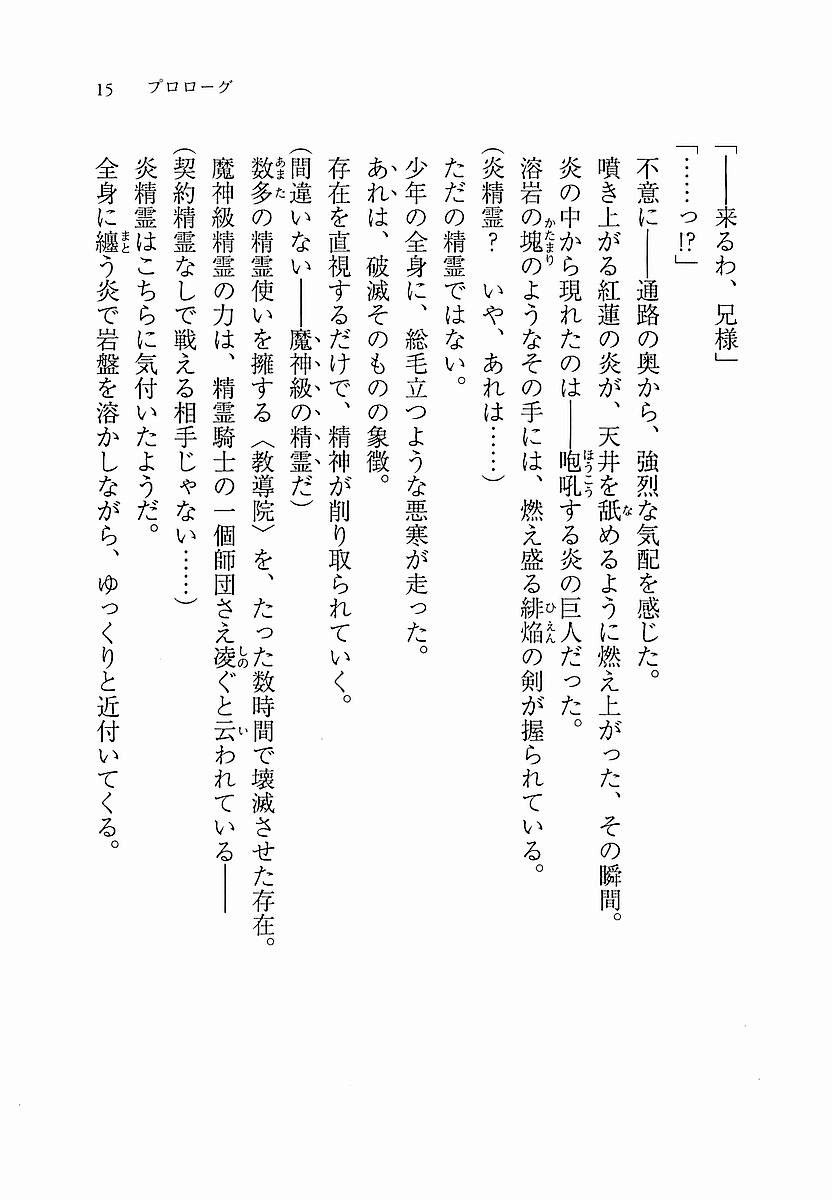 15　プロローグ
「――来るわ、兄様」
「……っ!?」
不意に――通路の奥から、強烈な気配を感じた。
噴き上がる紅蓮の炎が、天井を舐めるように燃え上がった、その瞬間。
炎の中から現れたのは――咆吼する炎の巨人だった。
溶岩の塊のようなその手には、燃え盛る緋焔の剣が握られている。
（炎精霊？　いや、あれは……）
ただの精霊ではない。
少年の全身に、総毛立つような悪寒が走った。
あれは、破滅そのものの象徴。
存在を直視するだけで、精神が削り取られていく。
（間違いない――魔神級の精霊だ）
数多の精霊使いを擁する〈教導院〉を、たった数時間で壊滅させた存在。
魔神級精霊の力は、精霊騎士の一個師団さえ凌ぐと云われている――
（契約精霊なしで戦える相手じゃない……）
炎精霊はこちらに気付いたようだ。
全身に纏う炎で岩盤を溶かしながら、ゆっくりと近付いてくる。